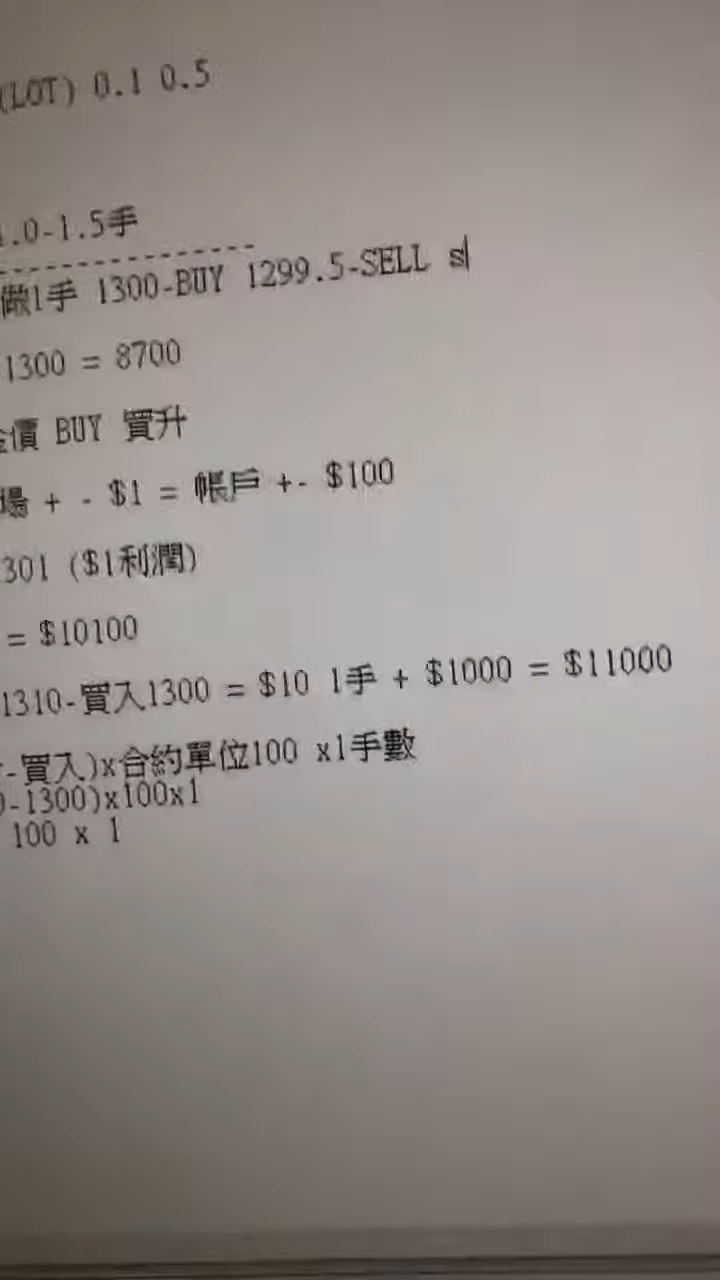 (LOT) 0.1 0.5
.0-1.5手
做1手 1300-BUY 1299.5-SELL s
1300 = 8700
價 BUY 買升
場 + - $1 = 帳戶 +- $100
301 ($1利潤)
= $10100
1310-買入1300 = $10 1手 + $1000 = $11000
-買入)x合約單位100 x1手數
-1300)x100x1
100 x 1